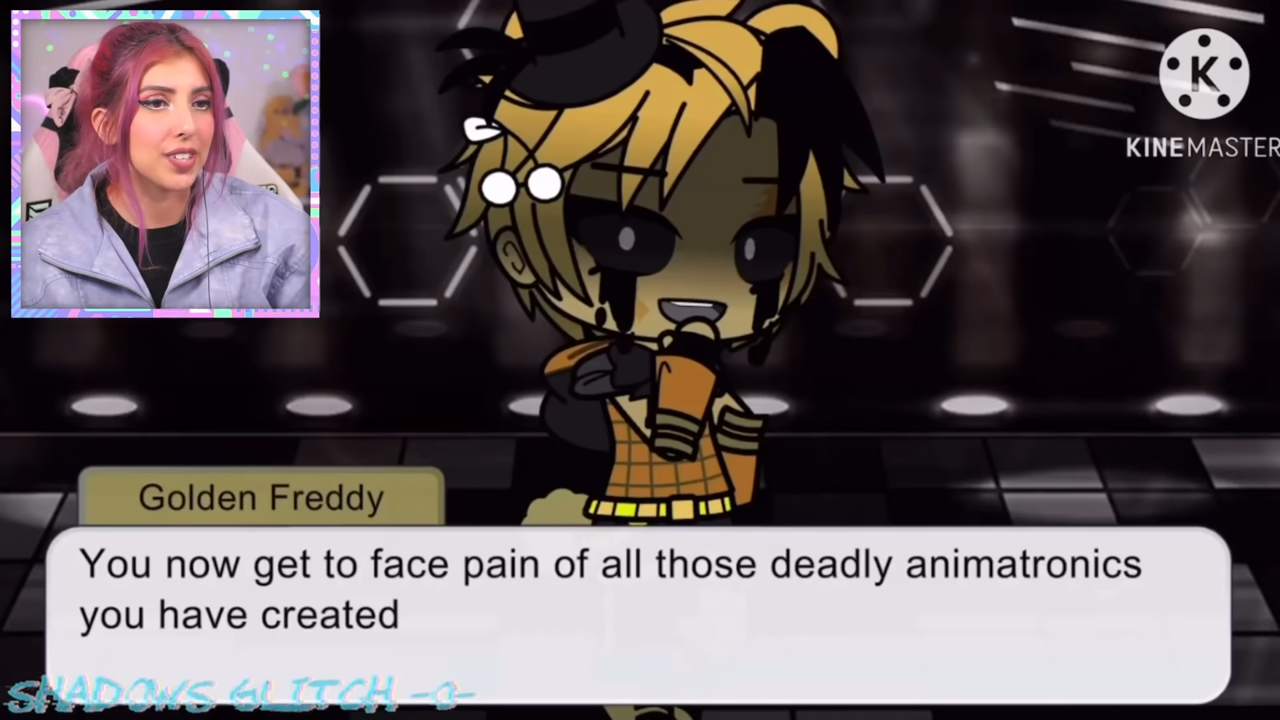 K
KINEMASTER
Golden Freddy
You now get to face pain of all those deadly animatronics
you have created
SHADOWS GLITCH -o-